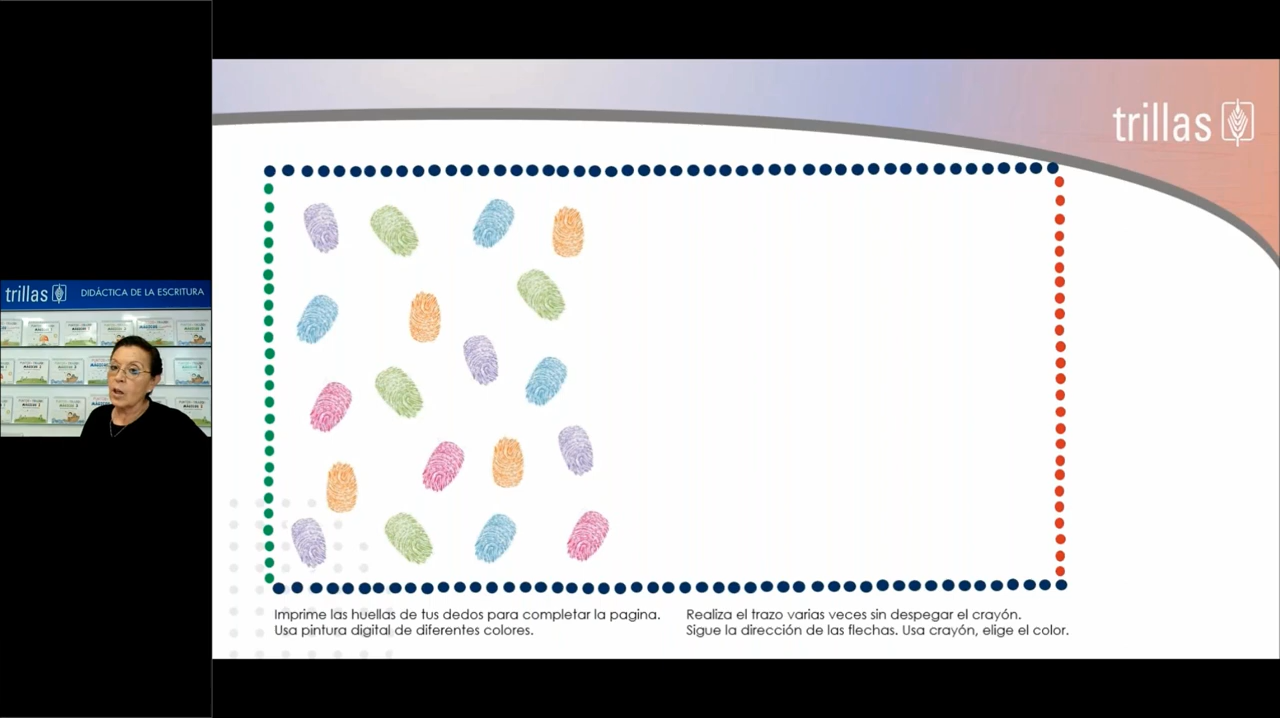 trillas
trillas DIDÁCTICA DE LA ESCRITURA
Imprime las huellas de tus dedos para completar la pagina.
Usa pintura digital de diferentes colores.
Realiza el trazo varias veces sin despegar el crayón.
Sigue la dirección de las flechas. Usa crayón, elige el color.